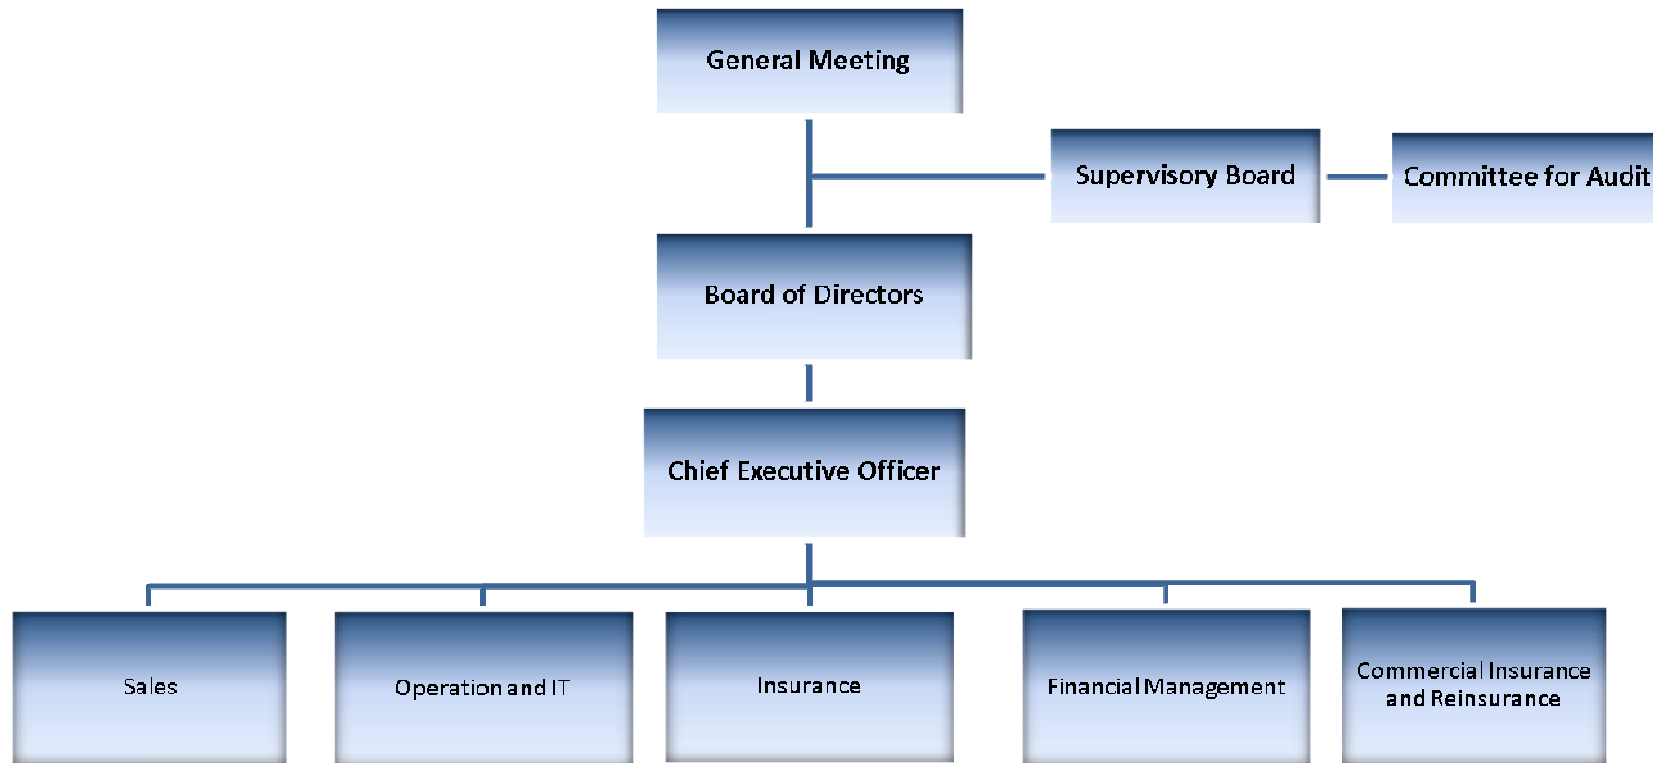 General Meeting
Supervisory Board
Committee for Audit
Board of Directors
Chief Executive Officer
Sales
Operation and IT
Insurance
Financial Management
Commercial Insurance
and Reinsurance